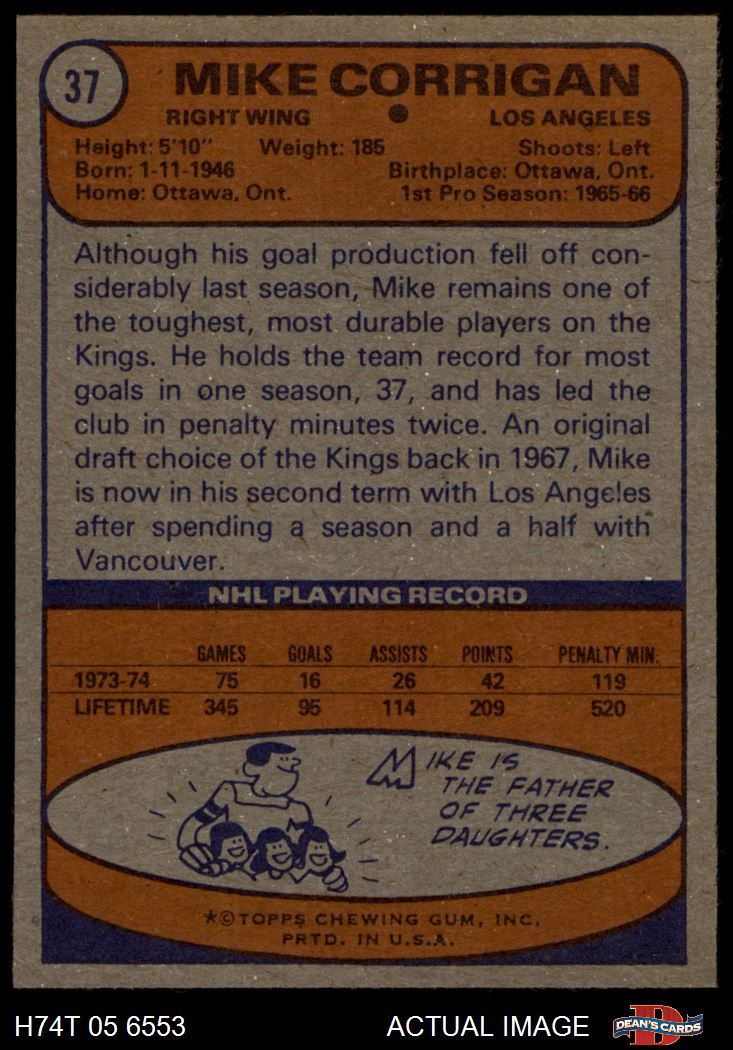 37
MIKE CORRIGAN
RIGHT WING • LOS ANGELES
Height: 5'10" Weight: 185 Shoots: Left
Born: 1-11-1946 Birthplace: Ottawa, Ont.
Home: Ottawa, Ont. 1st Pro Season: 1965-66
Although his goal production fell off con-
siderably last season, Mike remains one of
the toughest, most durable players on the
Kings. He holds the team record for most
goals in one season, 37, and has led the
club in penalty minutes twice. An original
draft choice of the Kings back in 1967, Mike
is now in his second term with Los Angeles
after spending a season and a half with
Vancouver.
NHL PLAYING RECORD
GAMES GOALS ASSISTS POINTS PENALTY MIN.
1973-74 75 16 26 42 119
LIFETIME 345 95 114 209 520
MIKE IS
THE FATHER
OF THREE
DAUGHTERS.
*©TOPPS CHEWING GUM, INC.
PRTD. IN U.S.A.
H74T 05 6553 ACTUAL IMAGE D DEAN'S CARDS